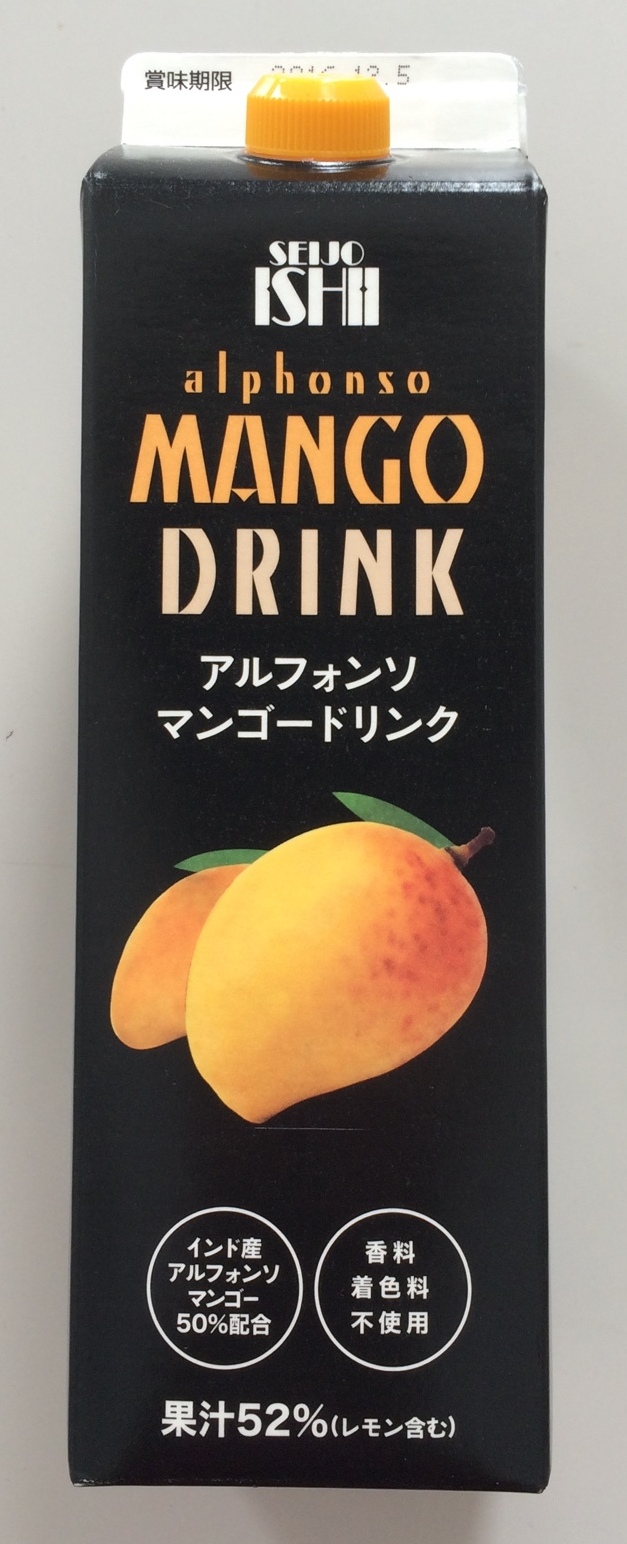 賞味期限
SEIJO
ISHII
alphonso
MANGO
DRINK
アルフォンソ
マンゴードリンク
インド産
アルフォンソ
マンゴー
50%配合
香料
着色料
不使用
果汁52%(レモン含む)